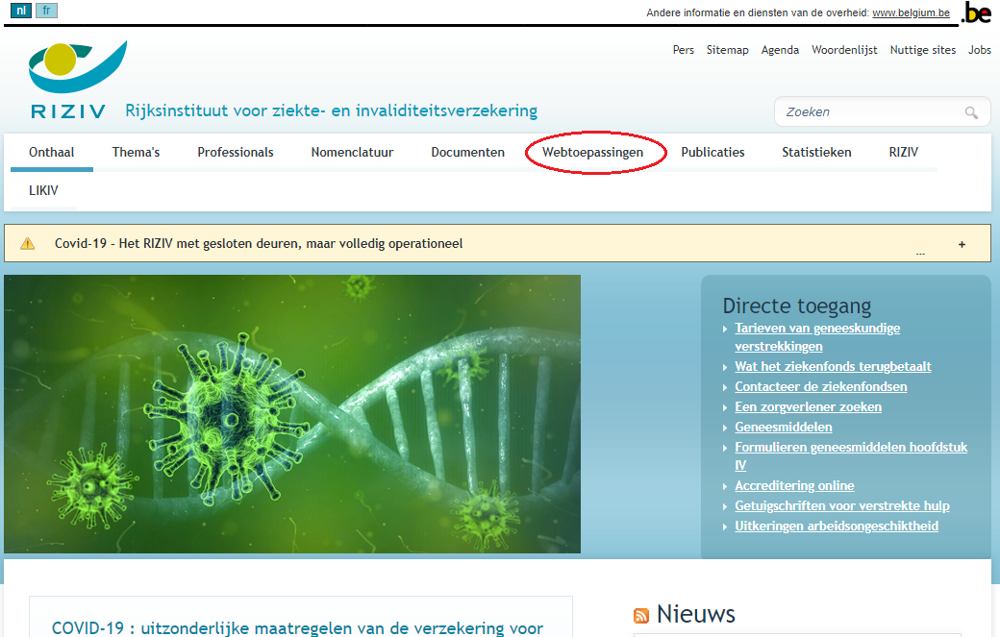 nl fr
Andere informatie en diensten van de overheid: www.belgium.be
.be
Pers Sitemap Agenda Woordenlijst Nuttige sites Jobs
RIZIV Rijksinstituut voor ziekte- en invaliditeitsverzekering
Zoeken
Onthaal Thema's Professionals Nomenclatuur Documenten Webtoepassingen Publicaties Statistieken RIZIV
LIKIV
Covid-19 - Het RIZIV met gesloten deuren, maar volledig operationeel
... +
Directe toegang
Tarieven van geneeskundige
verstrekkingen
Wat het ziekenfonds terugbetaalt
Contacteer de ziekenfondsen
Een zorgverlener zoeken
Geneesmiddelen
Formulieren geneesmiddelen hoofdstuk
IV
Accreditering online
Getuigschriften voor verstrekte hulp
Uitkeringen arbeidsongeschiktheid
COVID-19 : uitzonderlijke maatregelen van de verzekering voor
Nieuws